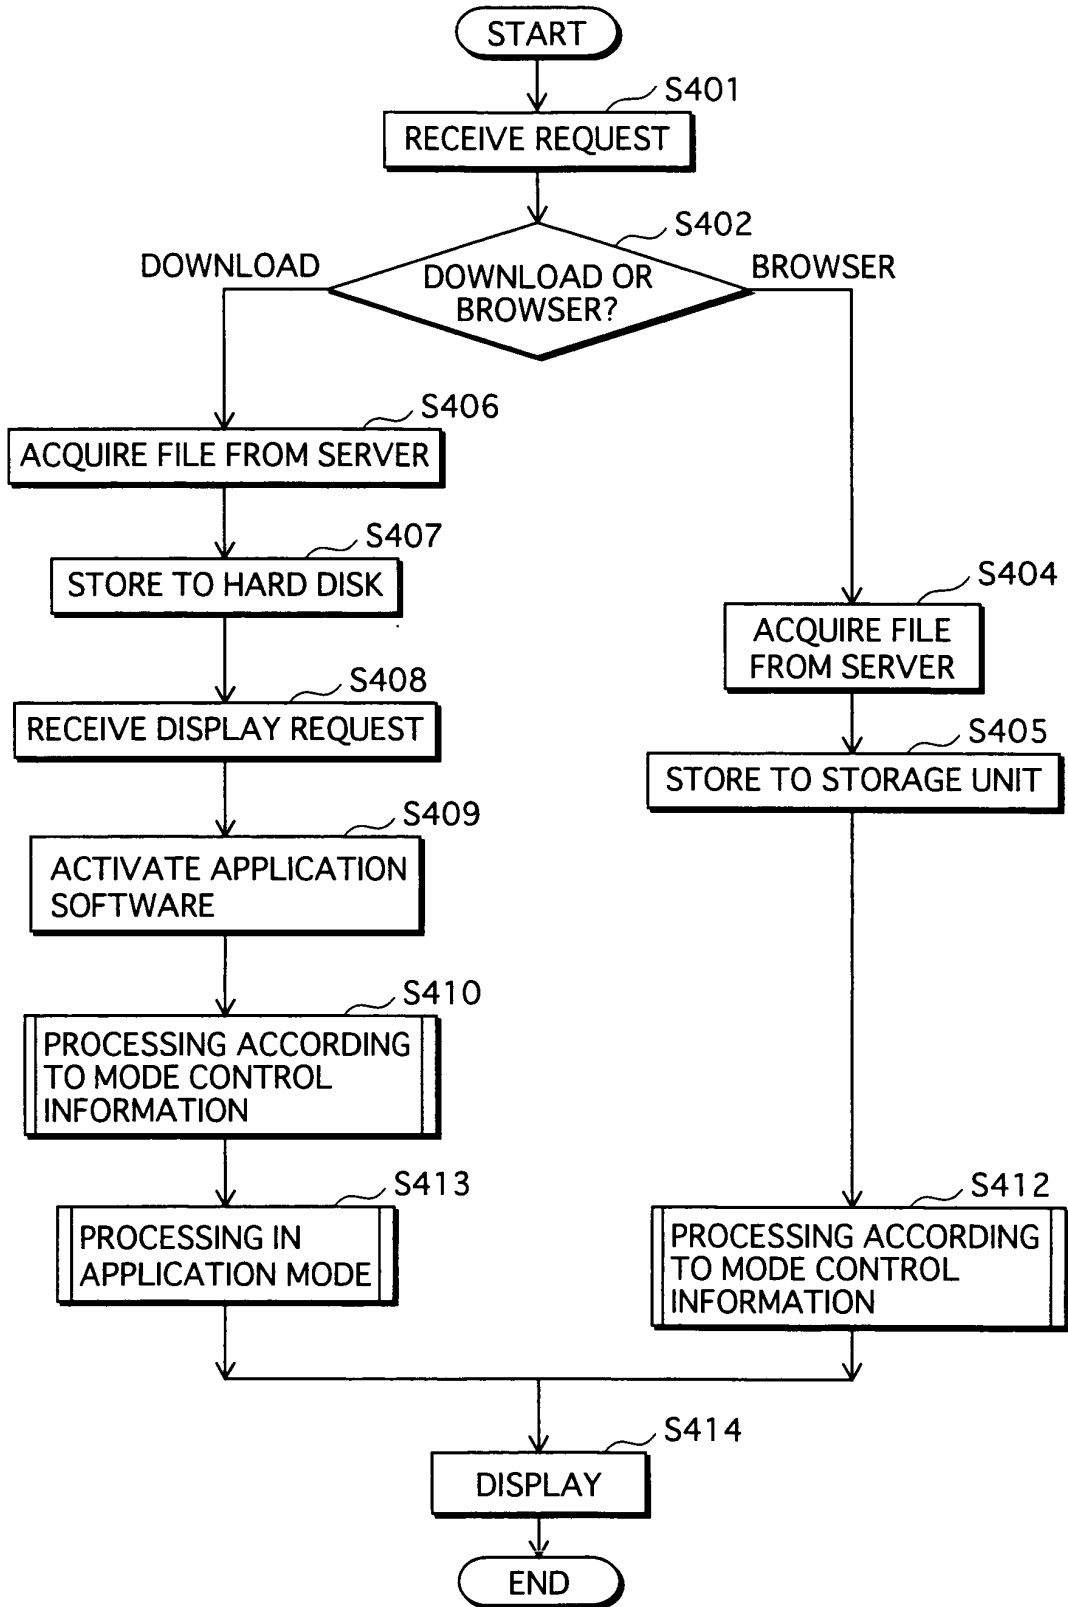 START
S401
RECEIVE REQUEST
S402
DOWNLOAD
DOWNLOAD OR
BROWSER?
BROWSER
S406
ACQUIRE FILE FROM SERVER
S407
STORE TO HARD DISK
S408
RECEIVE DISPLAY REQUEST
S409
ACTIVATE APPLICATION
SOFTWARE
S410
PROCESSING ACCORDING
TO MODE CONTROL
INFORMATION
S413
PROCESSING IN
APPLICATION MODE
S404
ACQUIRE FILE
FROM SERVER
S405
STORE TO STORAGE UNIT
S412
PROCESSING ACCORDING
TO MODE CONTROL
INFORMATION
S414
DISPLAY
END